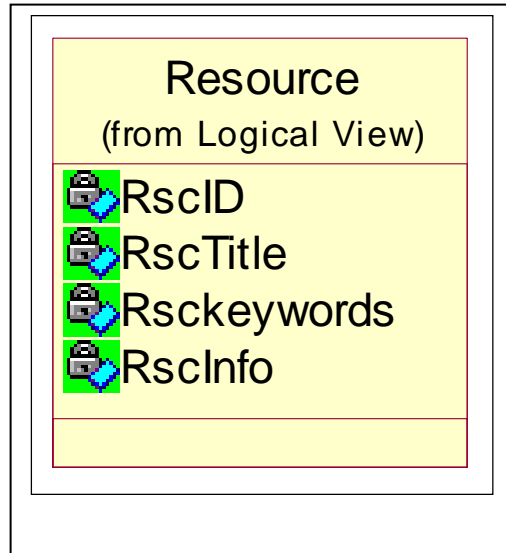 Resource
(from Logical View)
RscID
RscTitle
Rsckeywords
RscInfo